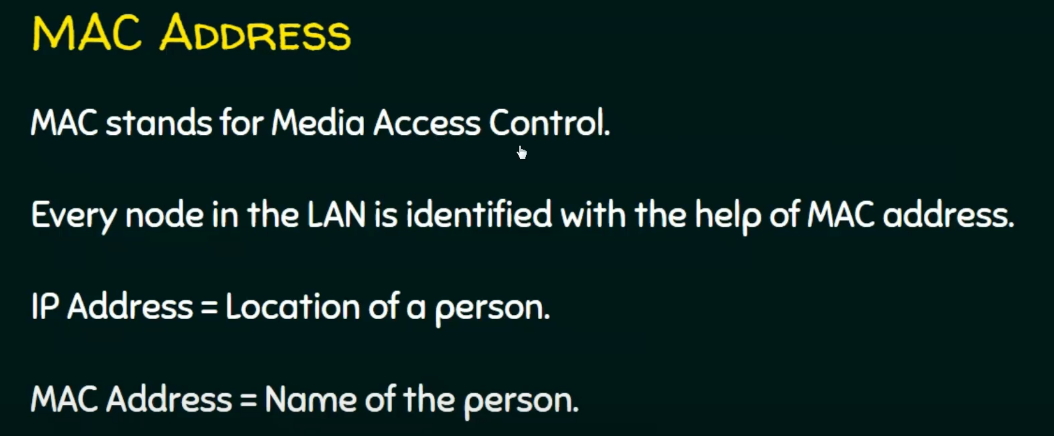 MAC Address
MAC stands for Media Access Control.
Every node in the LAN is identified with the help of MAC address.
IP Address = Location of a person.
MAC Address = Name of the person.